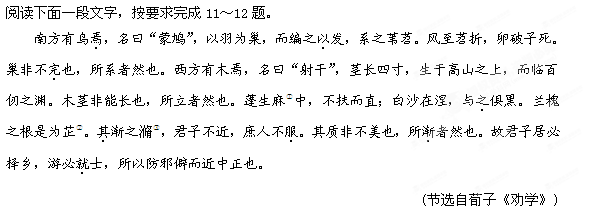 阅读下面一段文字，按要求完成 11～12 题。
南方有鸟焉，名曰“蒙鸠”，以羽为巢，而编之以发，系之苇苕。风至苕折，卵破子死。
巢非不完也，所系者然也。西方有木焉，名曰“射干”，茎长四寸，生于高山之上，而临百
仞之渊。木茎非能长也，所立者然也。蓬生麻①中，不扶而直；白沙在涅，与之俱黑。兰槐
之根是为芷②。其渐之滫③，君子不近，庶人不服。其质非不美也，所渐者然也。故君子居必
择乡，游必就士，所以防邪僻而近中正也。
(节选自荀子《劝学》)